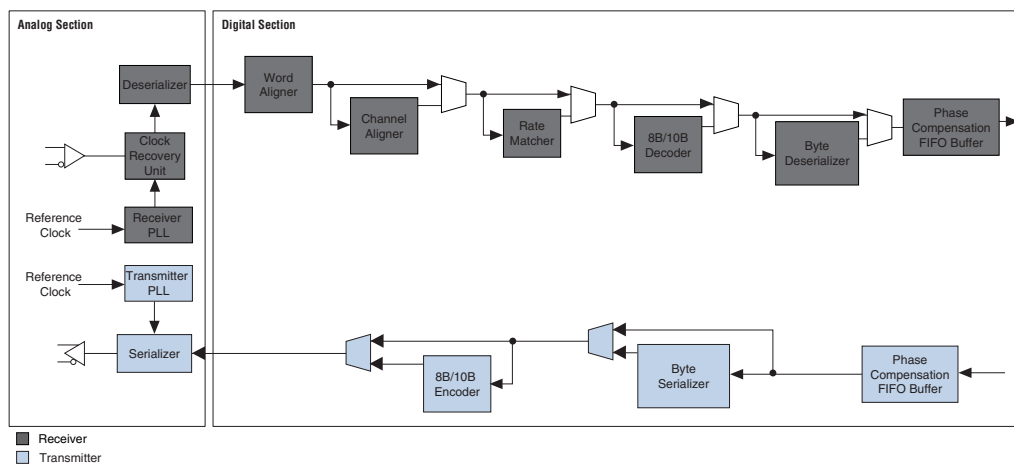 Analog Section
Digital Section
Deserializer
Word
Aligner
Channel
Aligner
Rate
Matcher
8B/10B
Decoder
Byte
Deserializer
Phase
Compensation
FIFO Buffer
Clock
Recovery
Unit
Reference
Clock
Receiver
PLL
Reference
Clock
Transmitter
PLL
Serializer
8B/10B
Encoder
Byte
Serializer
Phase
Compensation
FIFO Buffer
Receiver
Transmitter